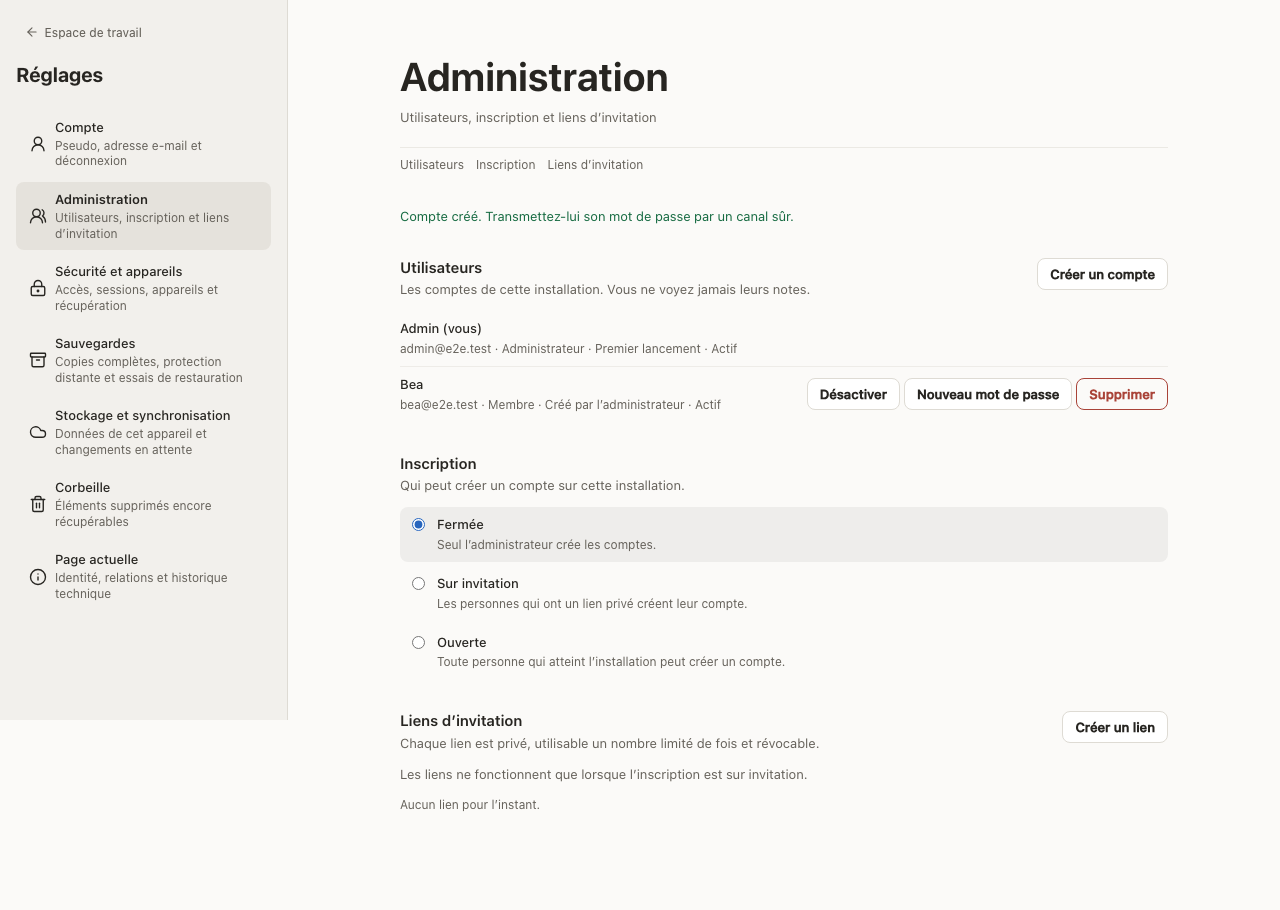 Espace de travail
Réglages
Compte
Pseudo, adresse e-mail et
déconnexion
Administration
Utilisateurs, inscription et liens
d’invitation
Sécurité et appareils
Accès, sessions, appareils et
récupération
Sauvegardes
Copies complètes, protection
distante et essais de restauration
Stockage et synchronisation
Données de cet appareil et
changements en attente
Corbeille
Éléments supprimés encore
récupérables
Page actuelle
Identité, relations et historique
technique
Administration
Utilisateurs, inscription et liens d’invitation
Utilisateurs Inscription Liens d’invitation
Compte créé. Transmettez-lui son mot de passe par un canal sûr.
Utilisateurs
Créer un compte
Les comptes de cette installation. Vous ne voyez jamais leurs notes.
Admin (vous)
admin@e2e.test · Administrateur · Premier lancement · Actif
Bea
bea@e2e.test · Membre · Créé par l’administrateur · Actif
Désactiver Nouveau mot de passe Supprimer
Inscription
Qui peut créer un compte sur cette installation.
Fermée
Seul l’administrateur crée les comptes.
Sur invitation
Les personnes qui ont un lien privé créent leur compte.
Ouverte
Toute personne qui atteint l’installation peut créer un compte.
Liens d’invitation
Créer un lien
Chaque lien est privé, utilisable un nombre limité de fois et révocable.
Les liens ne fonctionnent que lorsque l’inscription est sur invitation.
Aucun lien pour l’instant.